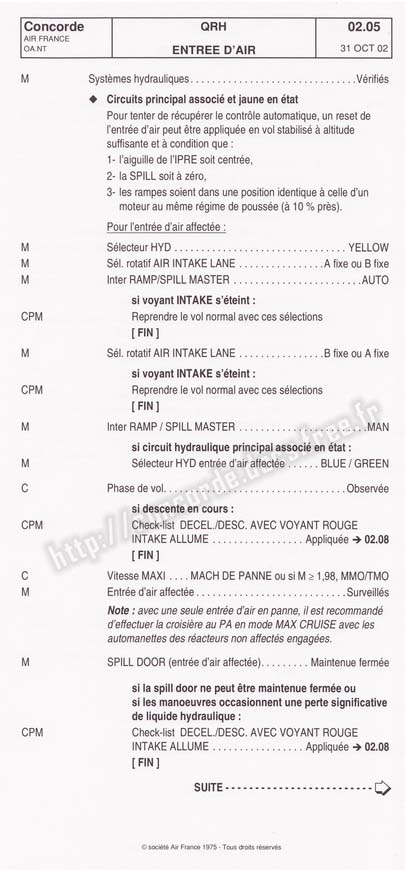 Concorde
AIR FRANCE
OA.NT
QRH
ENTREE D'AIR
02.05
31 OCT 02
M Systèmes hydrauliques. . . . . . . . . . . . . . . . . . . . . . . . . . . . . . .Vérifiés
◆ Circuits principal associé et jaune en état
Pour tenter de récupérer le contrôle automatique, un reset de
l'entrée d'air peut être appliquée en vol stabilisé à altitude
suffisante et à condition que :
1- l'aiguille de l'IPRE soit centrée,
2- la SPILL soit à zéro,
3- les rampes soient dans une position identique à celle d'un
moteur au même régime de poussée (à 10 % près).
Pour l'entrée d'air affectée :
M Sélecteur HYD . . . . . . . . . . . . . . . . . . . . . . . . . . . . . . . . YELLOW
M Sél. rotatif AIR INTAKE LANE . . . . . . . . . . . . . . . .A fixe ou B fixe
M Inter RAMP/SPILL MASTER . . . . . . . . . . . . . . . . . . . . . . . .AUTO
si voyant INTAKE s'éteint :
CPM Reprendre le vol normal avec ces sélections
[ FIN ]
M Sél. rotatif AIR INTAKE LANE . . . . . . . . . . . . . . . .B fixe ou A fixe
si voyant INTAKE s'éteint :
CPM Reprendre le vol normal avec ces sélections
[ FIN ]
M Inter RAMP / SPILL MASTER . . . . . . . . . . . . . . . . . . . . . . . .MAN
si circuit hydraulique principal associé en état :
M Sélecteur HYD entrée d'air affectée . . . . . . BLUE / GREEN
C Phase de vol. . . . . . . . . . . . . . . . . . . . . . . . . . . . . . . . . .Observée
si descente en cours :
CPM Check-list DECEL./DESC. AVEC VOYANT ROUGE
INTAKE ALLUME . . . . . . . . . . . . . . . . . Appliquée ➔ 02.08
[ FIN ]
C Vitesse MAXI . . . . MACH DE PANNE ou si M ≥ 1,98, MMO/TMO
M Entrée d'air affectée . . . . . . . . . . . . . . . . . . . . . . . . . . Surveillés
Note : avec une seule entrée d'air en panne, il est recommandé
d'effectuer la croisière au PA en mode MAX CRUISE avec les
automanettes des réacteurs non affectés engagées.
M SPILL DOOR (entrée d'air affectée). . . . . . . . . Maintenue fermée
si la spill door ne peut être maintenue fermée ou
si les manoeuvres occasionnent une perte significative
de liquide hydraulique :
CPM Check-list DECEL./DESC. AVEC VOYANT ROUGE
INTAKE ALLUME . . . . . . . . . . . . . . . . . Appliquée ➔ 02.08
[ FIN ]
SUITE
© société Air France 1975 - Tous droits réservés
http://concorde.dac.free.fr